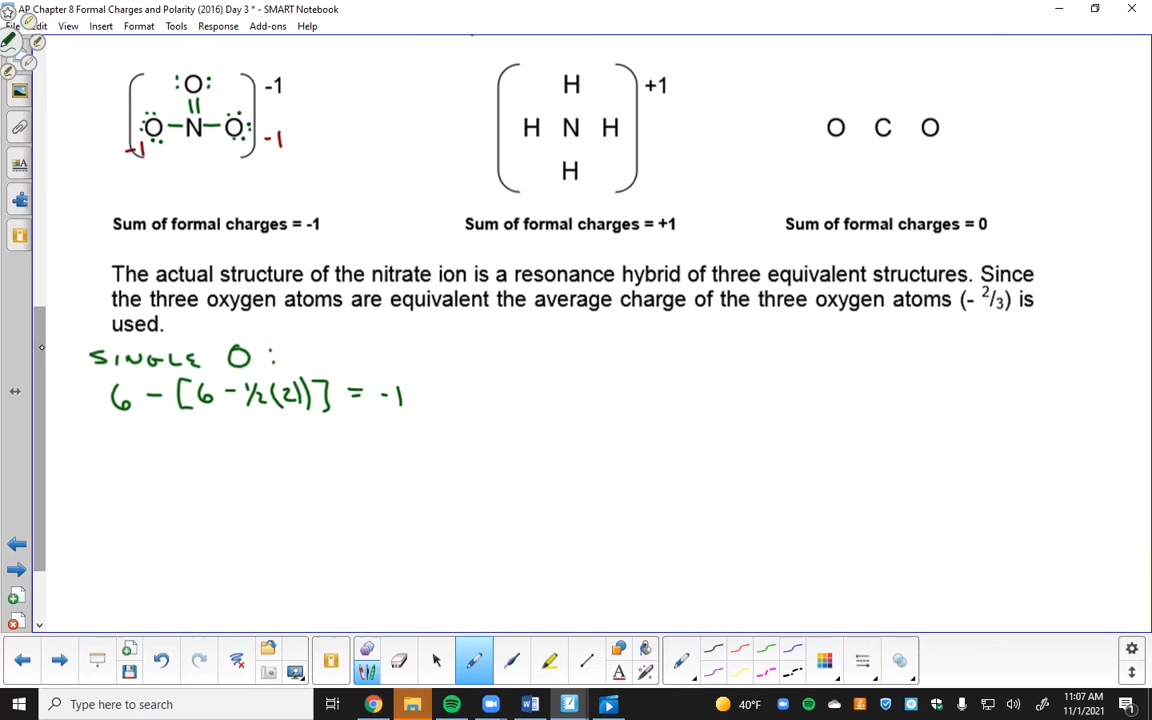 AP Chapter 8 Formal Charges and Polarity (2016) Day 3 * - SMART Notebook
File Edit View Insert Format Tools Response Add-ons Help
:O: -1 H +1
:O – N – O: H N H O C O
-1 -1
H
Sum of formal charges = -1 Sum of formal charges = +1 Sum of formal charges = 0
The actual structure of the nitrate ion is a resonance hybrid of three equivalent structures. Since
the three oxygen atoms are equivalent the average charge of the three oxygen atoms (- 2/3) is
used.
SINGLE O :
6 - [6 - 1/2(2))] = -1
A
Type here to search
40°F
11:07 AM
11/1/2021
1